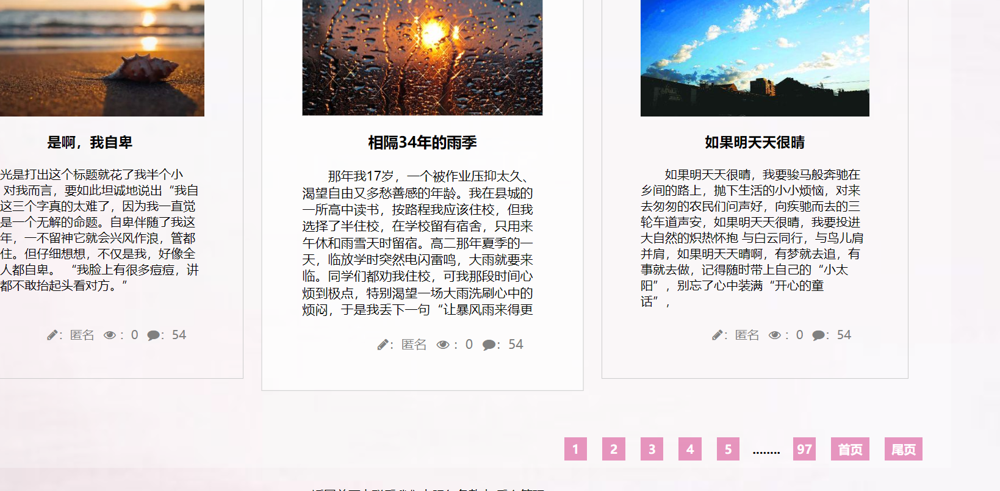 是啊，我自卑
光是打出这个标题就花了我半个小
对我而言，要如此坦诚地说出“我自
这三个字真的太难了，因为我一直觉
是一个无解的命题。自卑伴随了我这
年，一不留神它就会兴风作浪，管都
住。但仔细想想，不仅是我，好像全
人都自卑。 “我脸上有很多痘痘，讲
都不敢抬起头看对方。”
：匿名 ：0 ：54
相隔34年的雨季
那年我17岁，一个被作业压抑太久、
渴望自由又多愁善感的年龄。我在县城的
一所高中读书，按路程我应该住校，但我
选择了半住校，在学校留有宿舍，只用来
午休和雨雪天时留宿。高二那年夏季的一
天，临放学时突然电闪雷鸣，大雨就要来
临。同学们都劝我住校，可我那段时间心
烦到极点，特别渴望一场大雨洗刷心中的
烦闷，于是我丢下一句“让暴风雨来得更
：匿名 ：0 ：54
如果明天天很晴
如果明天天很晴，我要骏马般奔驰在
乡间的路上，抛下生活的小小烦恼，对来
去匆匆的农民们问声好，向疾驰而去的三
轮车道声安，如果明天天很晴，我要投进
大自然的炽热怀抱 与白云同行，与鸟儿肩
并肩，如果明天天晴啊，有梦就去追，有
事就去做，记得随时带上自己的“小太
阳”，别忘了心中装满“开心的童
话”，
：匿名 ：0 ：54
1 2 3 4 5 ........ 97 首页 尾页